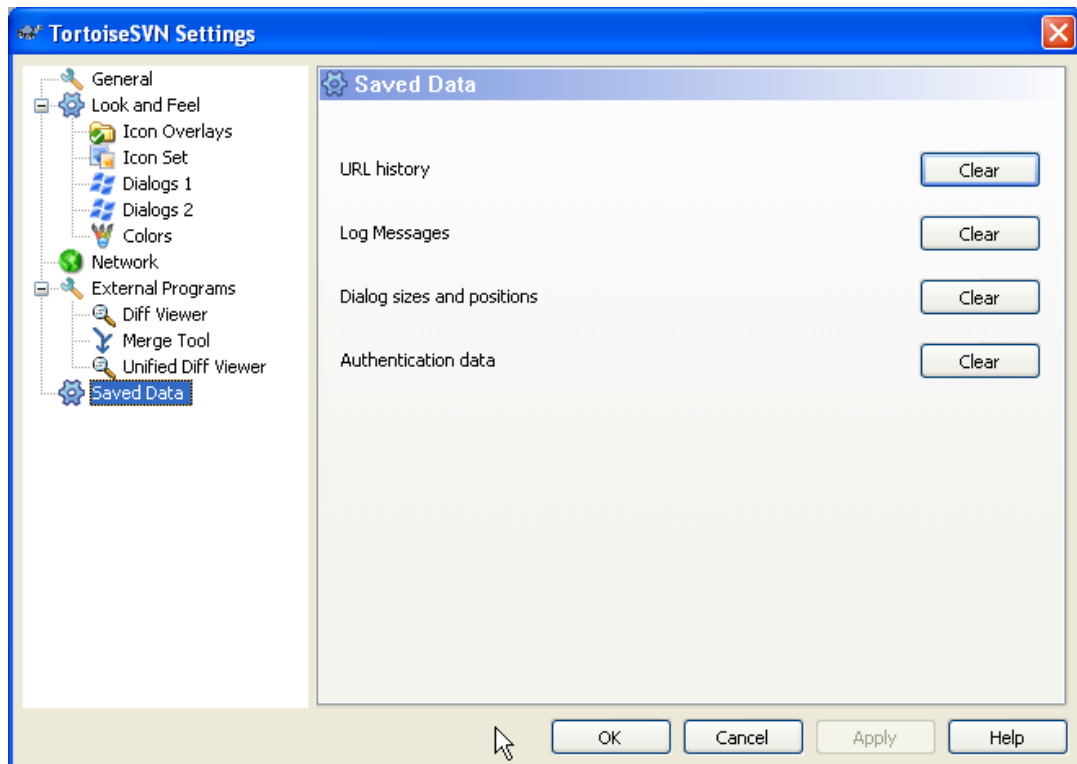 TortoiseSVN Settings
General
Look and Feel
Icon Overlays
Icon Set
Dialogs 1
Dialogs 2
Colors
Network
External Programs
Diff Viewer
Merge Tool
Unified Diff Viewer
Saved Data
Saved Data
URL history Clear
Log Messages Clear
Dialog sizes and positions Clear
Authentication data Clear
OK Cancel Apply Help